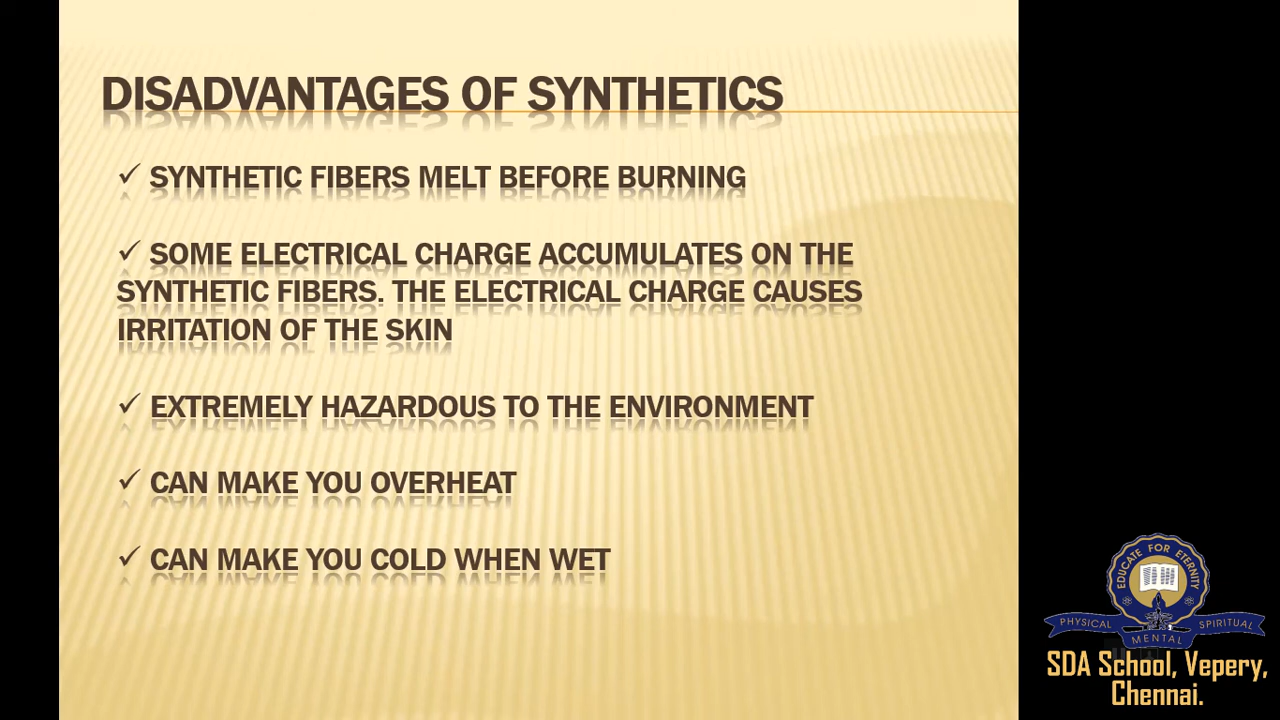 DISADVANTAGES OF SYNTHETICS
✓ SYNTHETIC FIBERS MELT BEFORE BURNING
✓ SOME ELECTRICAL CHARGE ACCUMULATES ON THE
SYNTHETIC FIBERS. THE ELECTRICAL CHARGE CAUSES
IRRITATION OF THE SKIN
✓ EXTREMELY HAZARDOUS TO THE ENVIRONMENT
✓ CAN MAKE YOU OVERHEAT
✓ CAN MAKE YOU COLD WHEN WET
EDUCATE FOR ETERNITY
PHYSICAL MENTAL SPIRITUAL
SDA School, Vepery,
Chennai.